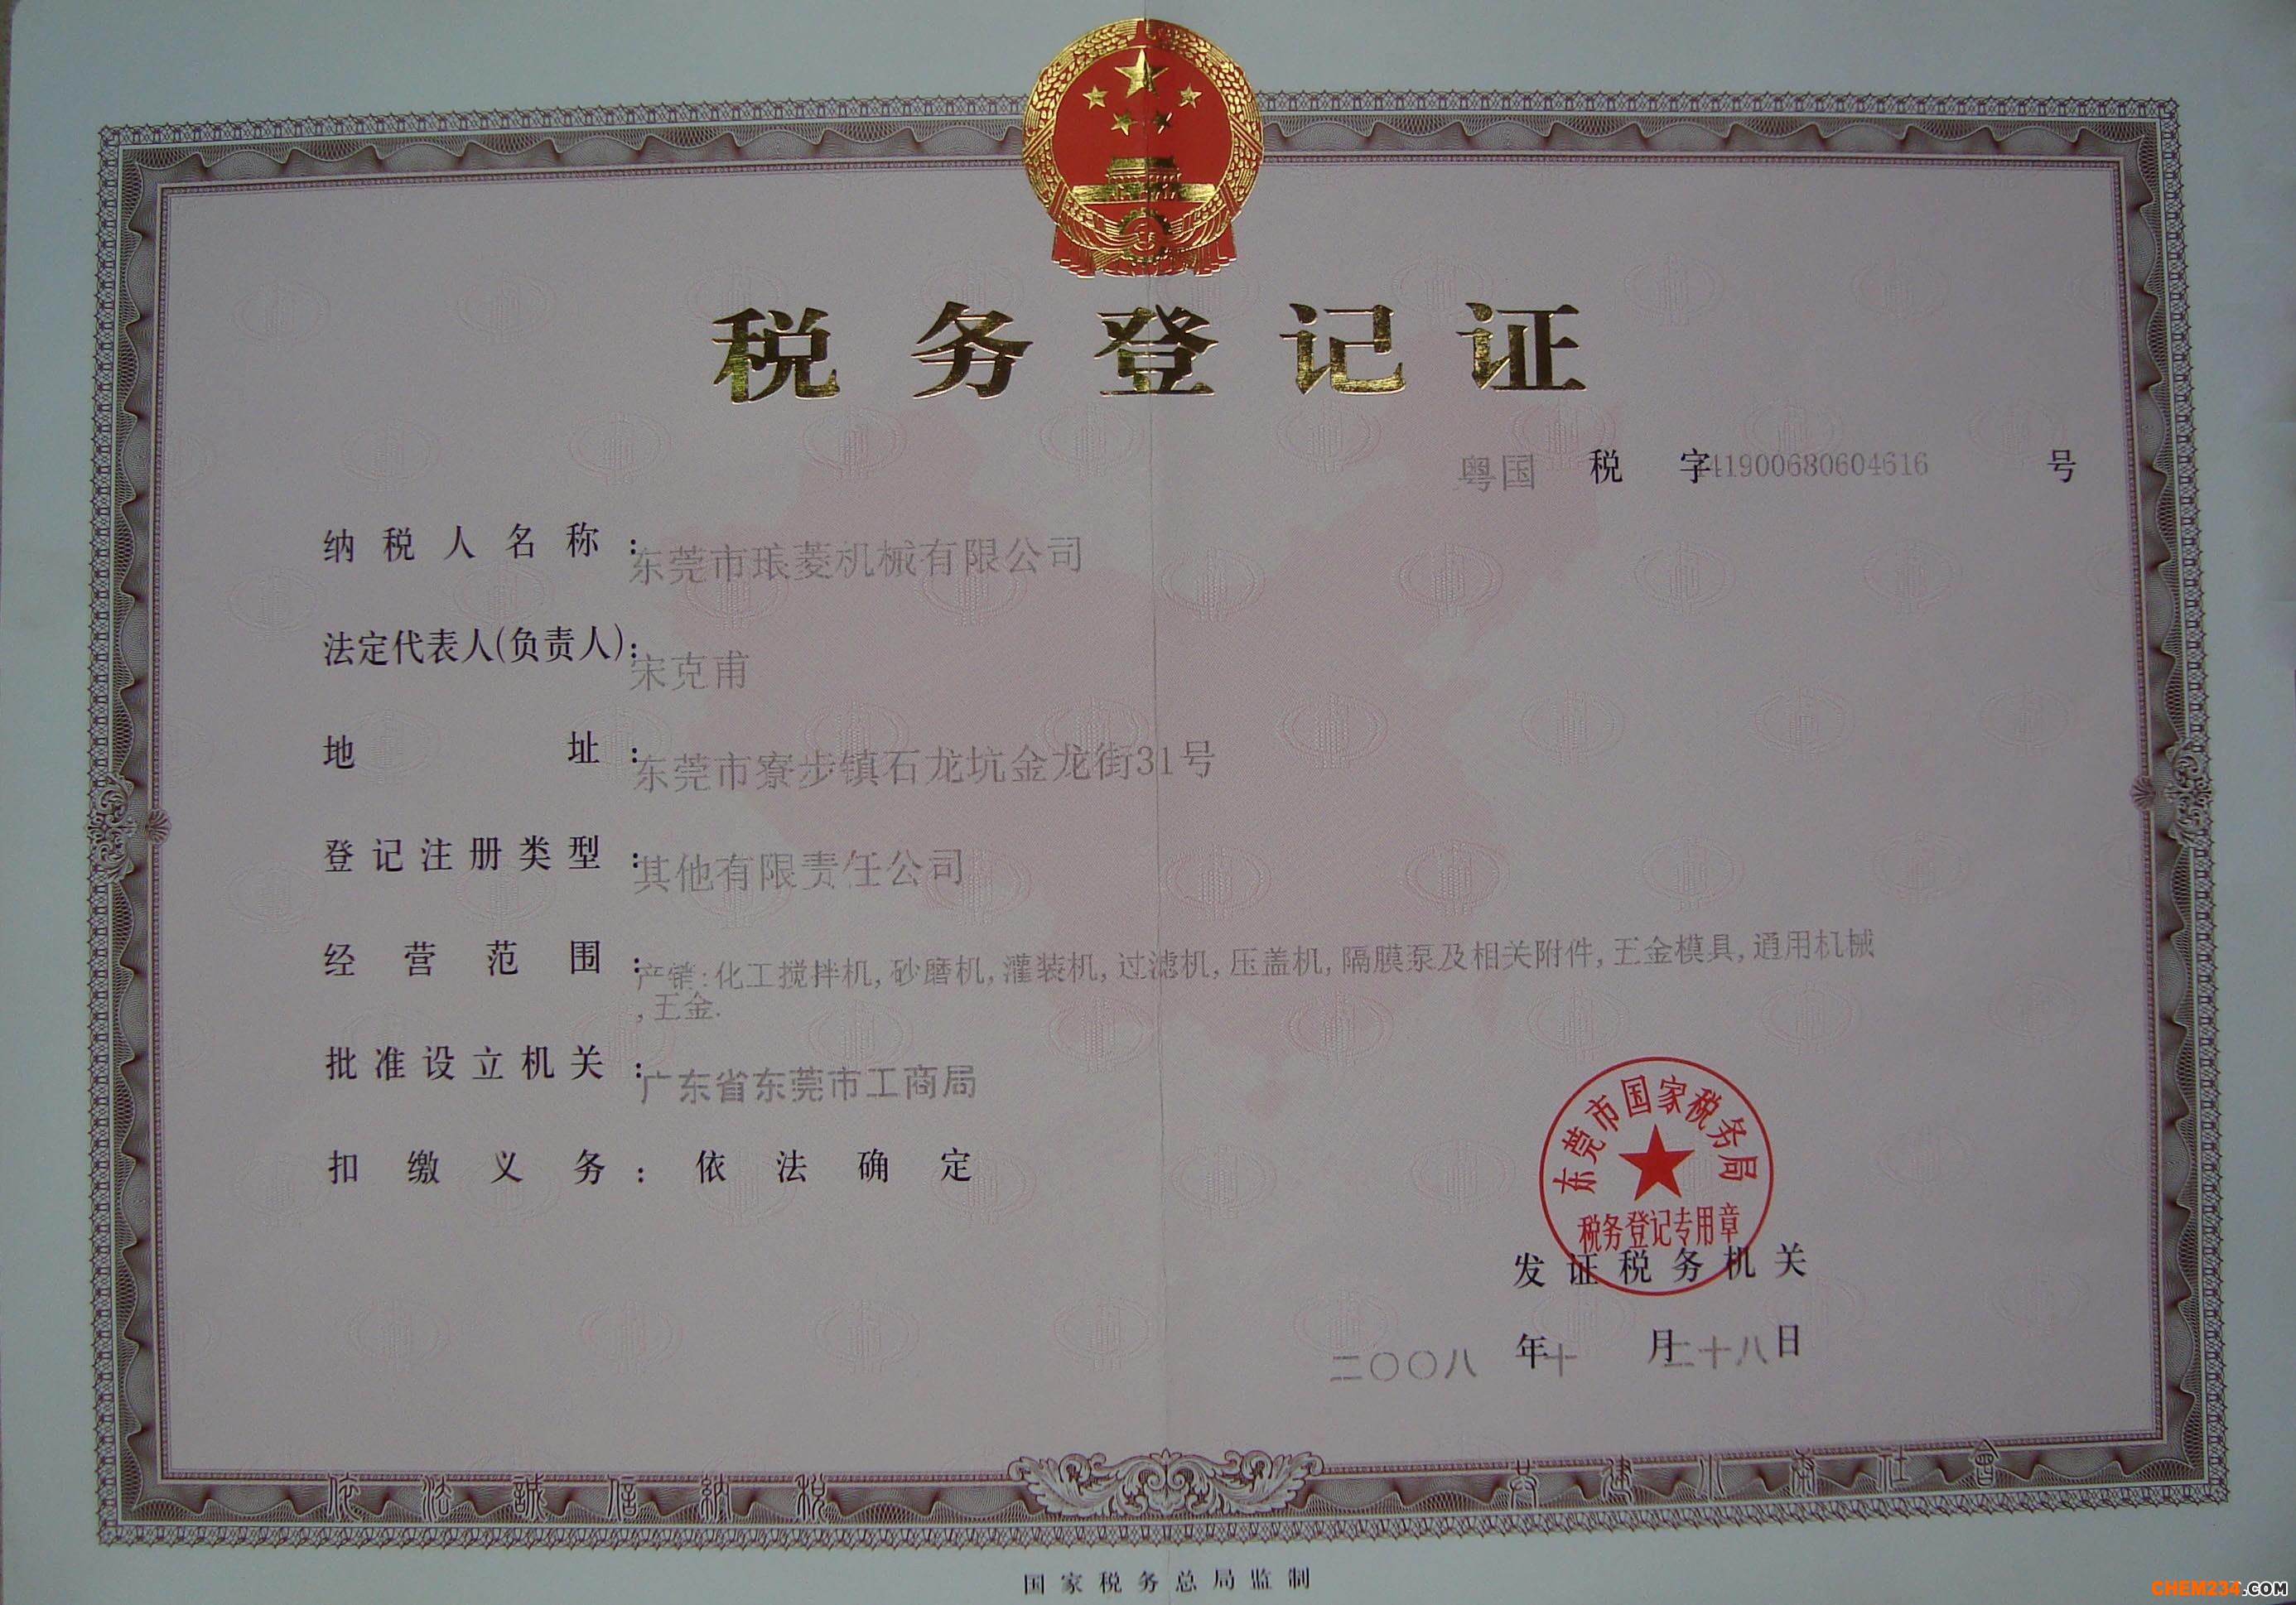 税务登记证
粤国 税 字441900680604616 号
纳税人名称:东莞市琅菱机械有限公司
法定代表人(负责人):宋克甫
地址:东莞市寮步镇石龙坑金龙街31号
登记注册类型:其他有限责任公司
经营范围:产销:化工搅拌机,砂磨机,灌装机,过滤机,压盖机,隔膜泵及相关附件,五金模具,通用机械
,五金.
批准设立机关:广东省东莞市工商局
扣缴义务:依法确定
东莞市国家税务局
税务登记专用章
发证税务机关
二〇〇八 年十 月二十八日
依法誠信納稅
共建小康社會
国家税务总局监制
CHEM234.COM